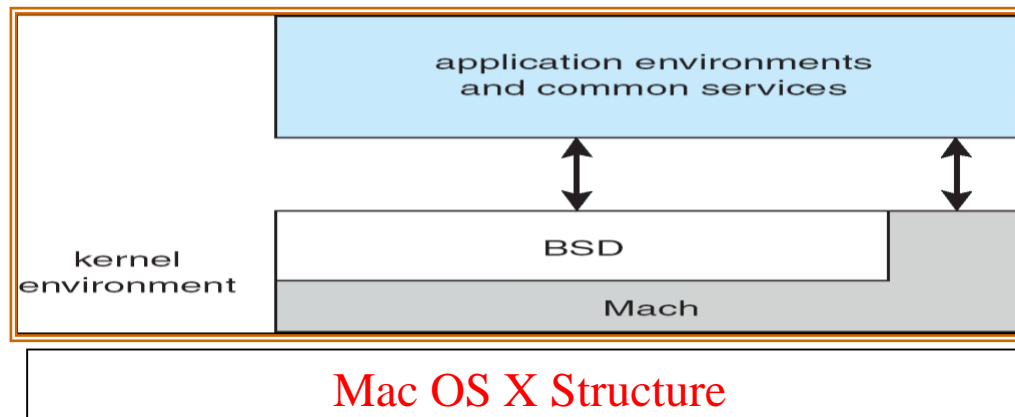 application environments
and common services
BSD
kernel
environment
Mach
Mac OS X Structure